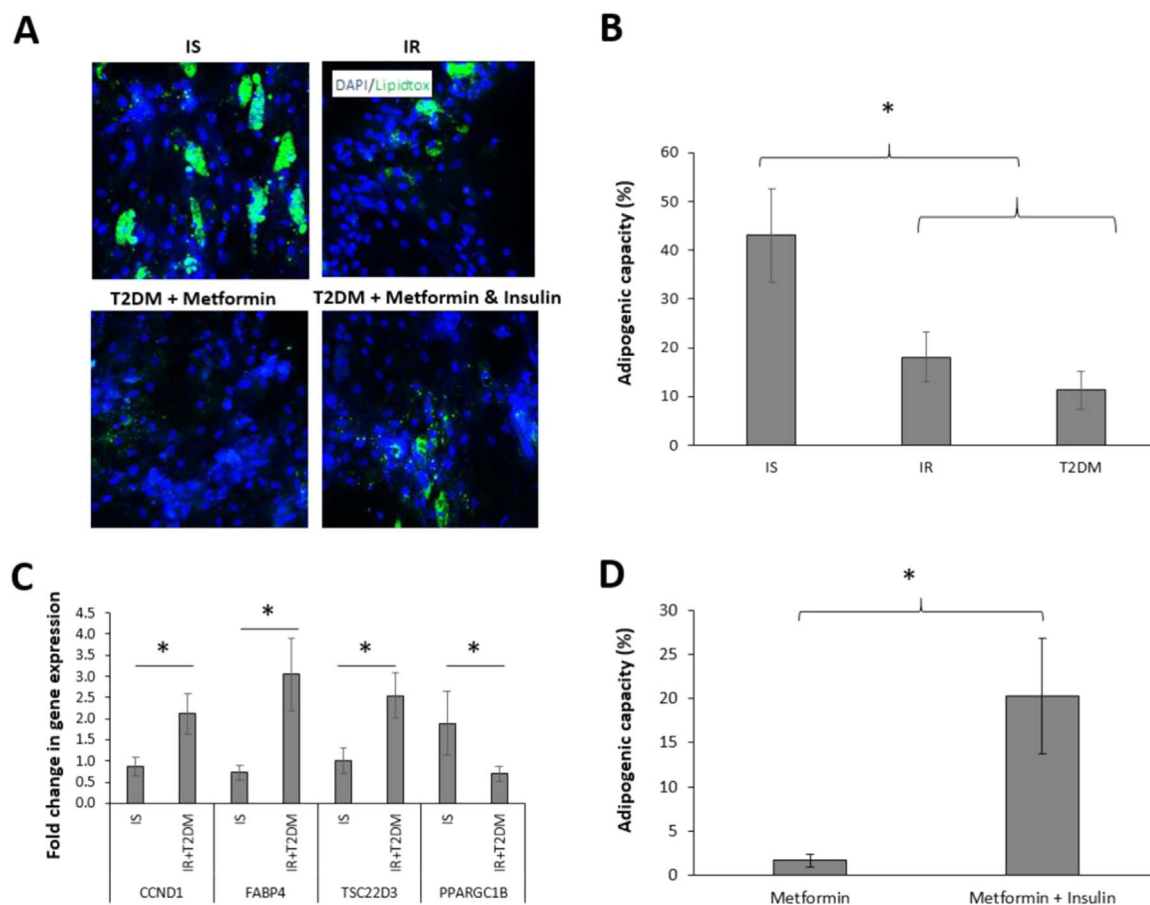 A
IS
IR
DAPI/Lipidtox
T2DM + Metformin
T2DM + Metformin & Insulin
B
*
Adipogenic capacity (%)
60
50
40
30
20
10
0
IS
IR
T2DM
C
Fold change in gene expression
4.5
4.0
3.5
3.0
2.5
2.0
1.5
1.0
0.5
0.0
*
*
*
*
IS
IR+T2DM
IS
IR+T2DM
IS
IR+T2DM
IS
IR+T2DM
CCND1
FABP4
TSC22D3
PPARGC1B
D
*
Adipogenic capacity (%)
30
25
20
15
10
5
0
Metformin
Metformin + Insulin